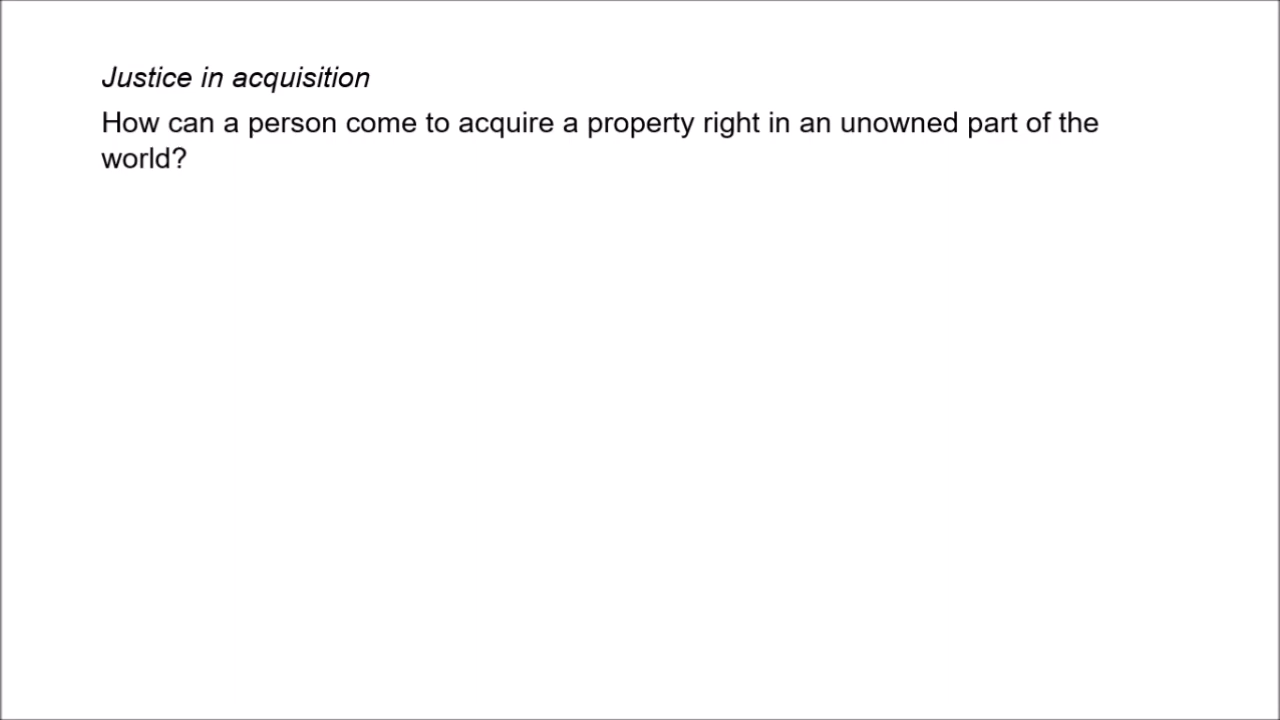 Justice in acquisition
How can a person come to acquire a property right in an unowned part of the
world?